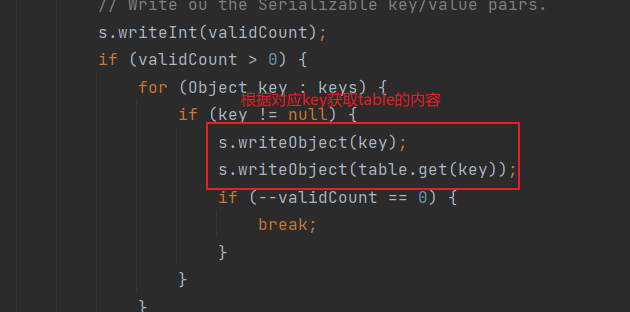 // Write ou the Serializable key/value pairs.
s.writeInt(validCount);
if (validCount > 0) {
for (Object key : keys) {
根据对应key获取table的内容
if (key != null) {
s.writeObject(key);
s.writeObject(table.get(key));
if (--validCount == 0) {
break;
}
}
}